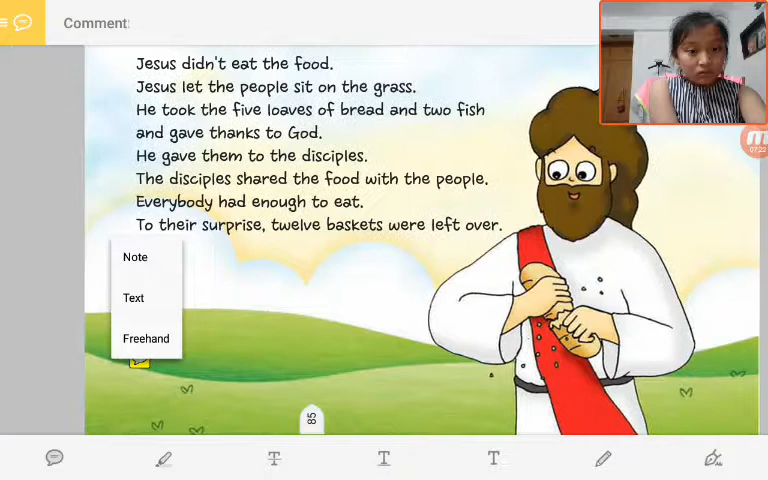 Comment:
Jesus didn't eat the food.
Jesus let the people sit on the grass.
He took the five loaves of bread and two fish
and gave thanks to God.
He gave them to the disciples.
The disciples shared the food with the people.
Everybody had enough to eat.
To their surprise, twelve baskets were left over.
Note
Text
Freehand
85
07:22
T
T
T